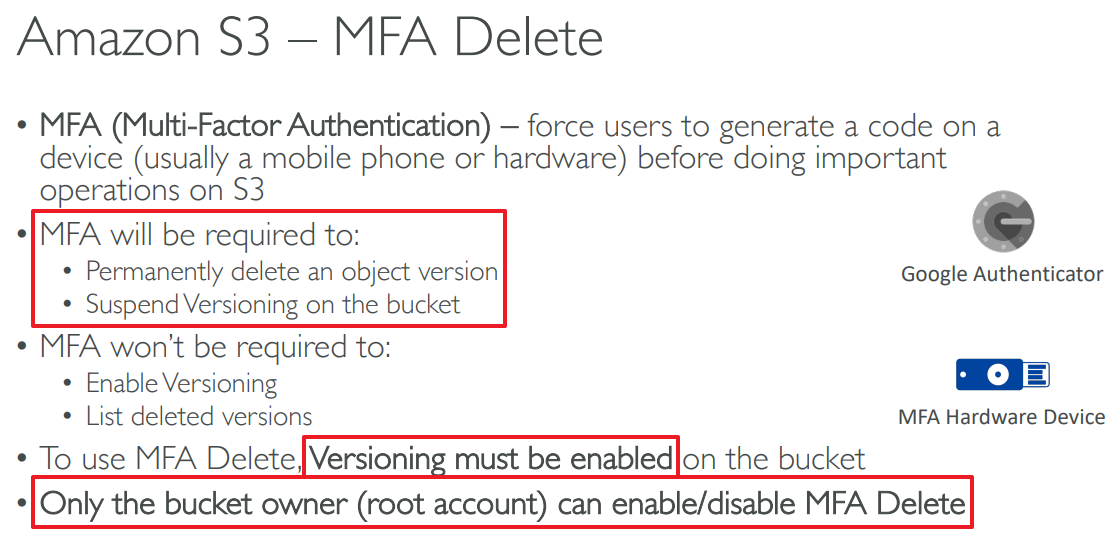 Amazon S3 – MFA Delete
• MFA (Multi-Factor Authentication) – force users to generate a code on a
device (usually a mobile phone or hardware) before doing important
operations on S3
• MFA will be required to:
• Permanently delete an object version
• Suspend Versioning on the bucket
Google Authenticator
• MFA won’t be required to:
• Enable Versioning
• List deleted versions
MFA Hardware Device
• To use MFA Delete, Versioning must be enabled on the bucket
• Only the bucket owner (root account) can enable/disable MFA Delete